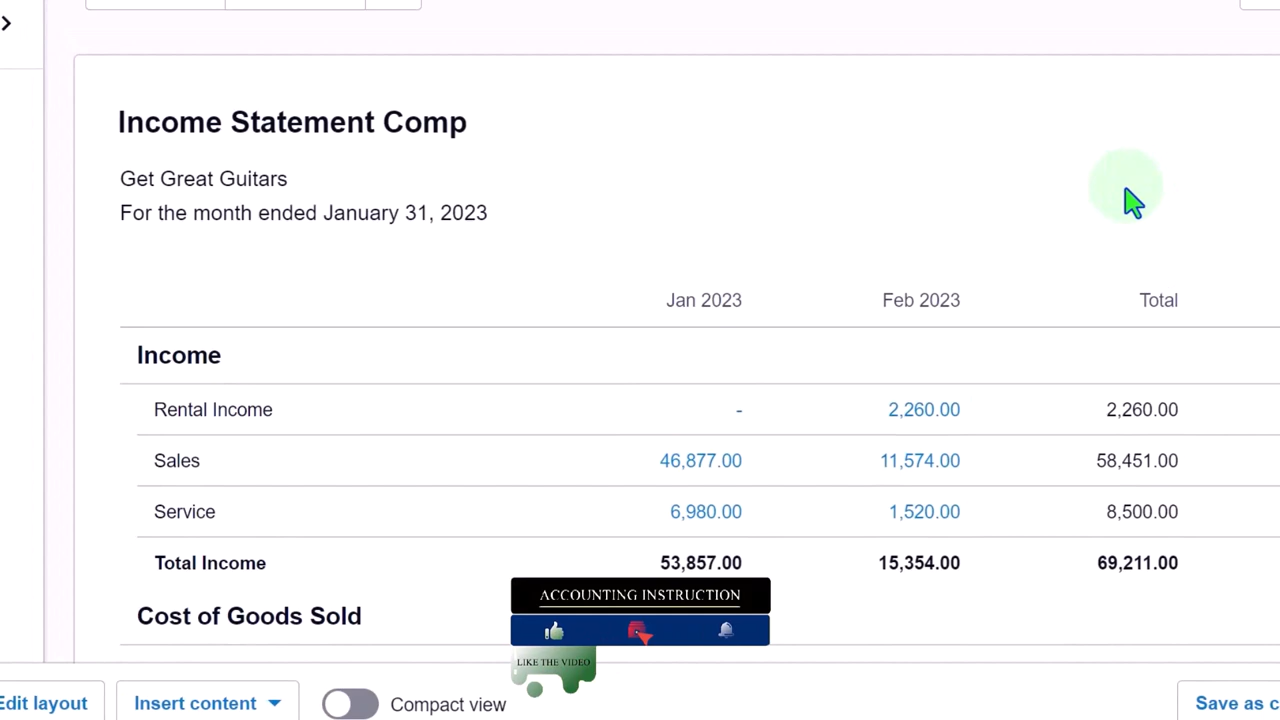 Income Statement Comp
Get Great Guitars
For the month ended January 31, 2023
Jan 2023 Feb 2023 Total
Income
Rental Income - 2,260.00 2,260.00
Sales 46,877.00 11,574.00 58,451.00
Service 6,980.00 1,520.00 8,500.00
Total Income 53,857.00 15,354.00 69,211.00
ACCOUNTING INSTRUCTION
Cost of Goods Sold
LIKE THE VIDEO
Edit layout Insert content Compact view Save as c